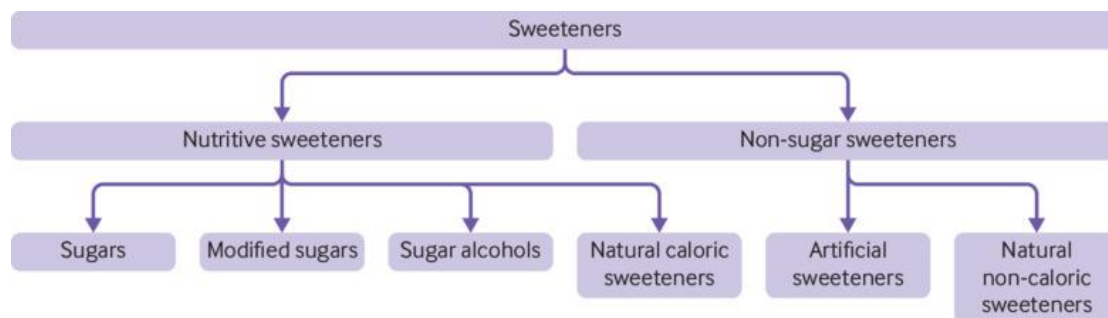 Sweeteners
Nutritive sweeteners
Non-sugar sweeteners
Sugars
Modified sugars
Sugar alcohols
Natural caloric
sweeteners
Artificial
sweeteners
Natural
non-caloric
sweeteners